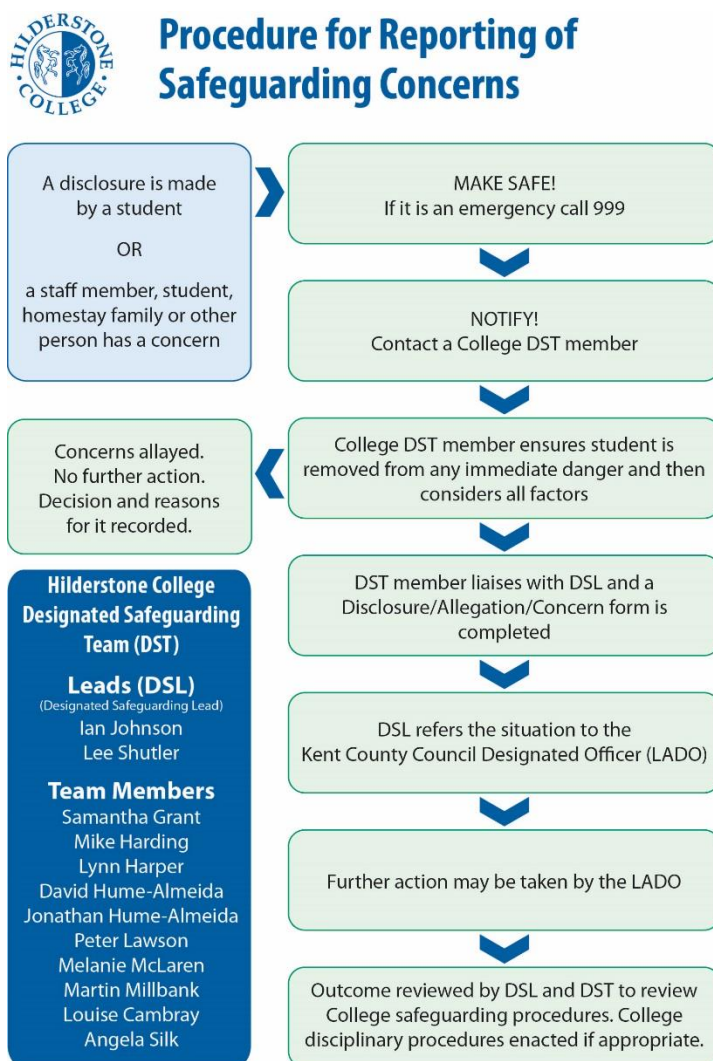 HILDERSTONE
COLLEGE
Procedure for Reporting of
Safeguarding Concerns
A disclosure is made
by a student
OR
a staff member, student,
homestay family or other
person has a concern
MAKE SAFE!
If it is an emergency call 999
NOTIFY!
Contact a College DST member
College DST member ensures student is
removed from any immediate danger and then
considers all factors
Concerns allayed.
No further action.
Decision and reasons
for it recorded.
DST member liaises with DSL and a
Disclosure/Allegation/Concern form is
completed
DSL refers the situation to the
Kent County Council Designated Officer (LADO)
Further action may be taken by the LADO
Outcome reviewed by DSL and DST to review
College safeguarding procedures. College
disciplinary procedures enacted if appropriate.
Hilderstone College
Designated Safeguarding
Team (DST)
Leads (DSL)
(Designated Safeguarding Lead)
Ian Johnson
Lee Shutler
Team Members
Samantha Grant
Mike Harding
Lynn Harper
David Hume-Almeida
Jonathan Hume-Almeida
Peter Lawson
Melanie McLaren
Martin Millbank
Louise Cambray
Angela Silk